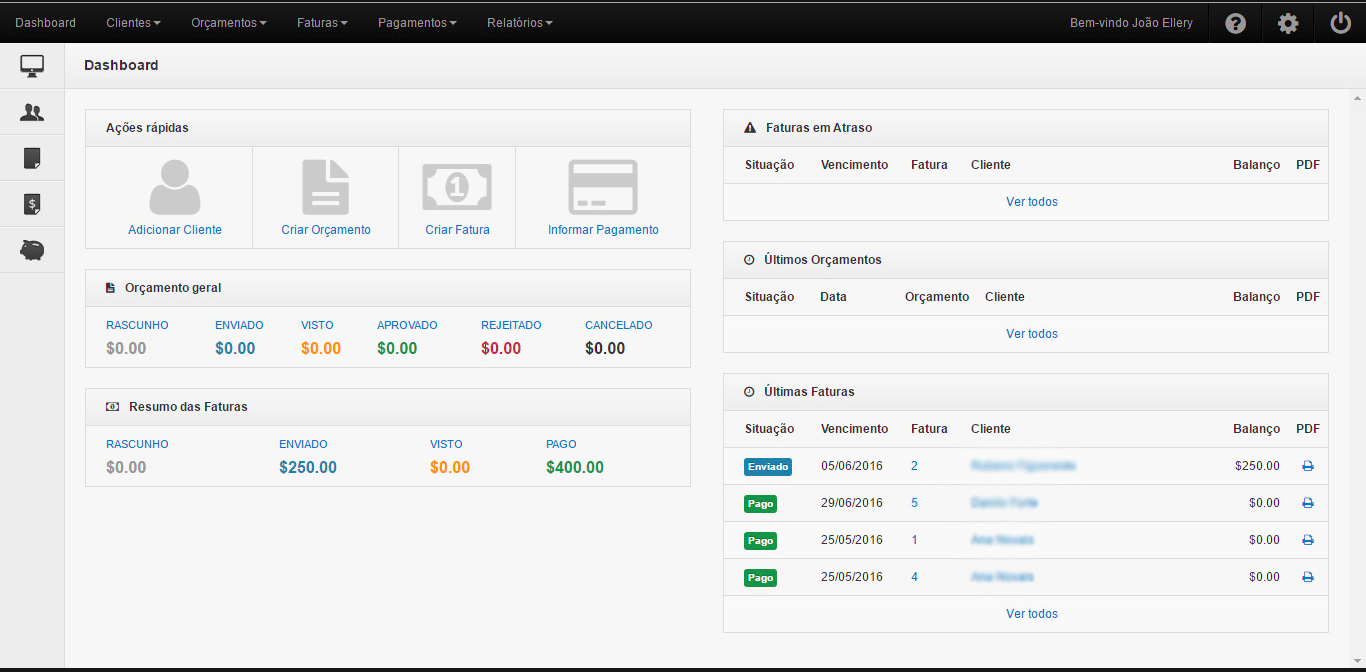 Dashboard Clientes Orçamentos Faturas Pagamentos Relatórios Bem-vindo João Ellery
Dashboard
Ações rápidas
Adicionar Cliente Criar Orçamento Criar Fatura Informar Pagamento
Orçamento geral
RASCUNHO ENVIADO VISTO APROVADO REJEITADO CANCELADO
$0.00 $0.00 $0.00 $0.00 $0.00 $0.00
Resumo das Faturas
RASCUNHO ENVIADO VISTO PAGO
$0.00 $250.00 $0.00 $400.00
Faturas em Atraso
Situação Vencimento Fatura Cliente Balanço PDF
Ver todos
Últimos Orçamentos
Situação Data Orçamento Cliente Balanço PDF
Ver todos
Últimas Faturas
Situação Vencimento Fatura Cliente Balanço PDF
Enviado 05/06/2016 2 $250.00
Pago 29/06/2016 5 $0.00
Pago 25/05/2016 1 $0.00
Pago 25/05/2016 4 $0.00
Ver todos